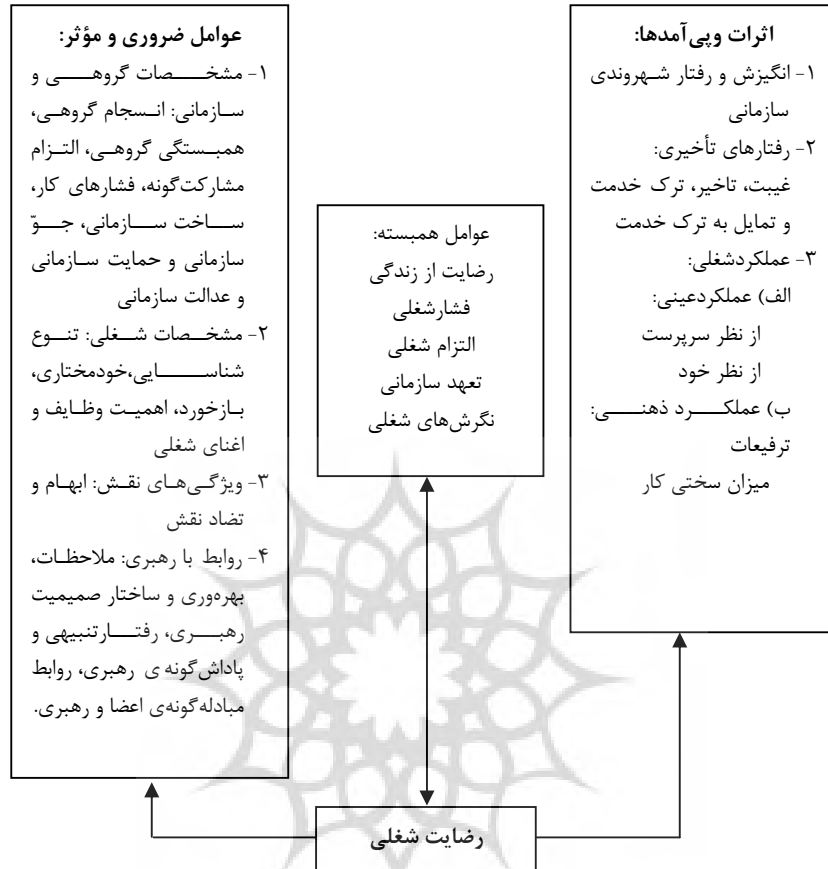 اثرات وپی‌آمدها:
۱- انگیزش و رفتار شهروندی
سازمانی
۲- رفتارهای تأخیری:
غیبت، تاخیر، ترک خدمت
و تمایل به ترک خدمت
۳- عملکردشغلی:
الف) عملکردعینی:
از نظر سرپرست
از نظر خود
ب) عملکرد ذهنی:
ترفیعات
میزان سختی کار
عوامل همبسته:
رضایت از زندگی
فشارشغلی
التزام شغلی
تعهد سازمانی
نگرش‌های شغلی
عوامل ضروری و مؤثر:
۱- مشخصات گروهی و
سازمانی: انسجام گروهی،
همبستگی گروهی، التزام
مشارکت‌گونه، فشارهای کار،
ساخت سازمانی، جوّ
سازمانی و حمایت سازمانی
و عدالت سازمانی
۲- مشخصات شغلی: تنوع
شناسایی،خودمختاری،
بازخورد، اهمیت وظایف و
اغنای شغلی
۳- ویژگی‌های نقش: ابهام و
تضاد نقش
۴- روابط با رهبری: ملاحظات،
بهره‌وری و ساختار صمیمیت
رهبری، رفتارتنبیهی و
پاداش‌گونه ی رهبری، روابط
مبادله‌گونه‌ی اعضا و رهبری.
رضایت شغلی